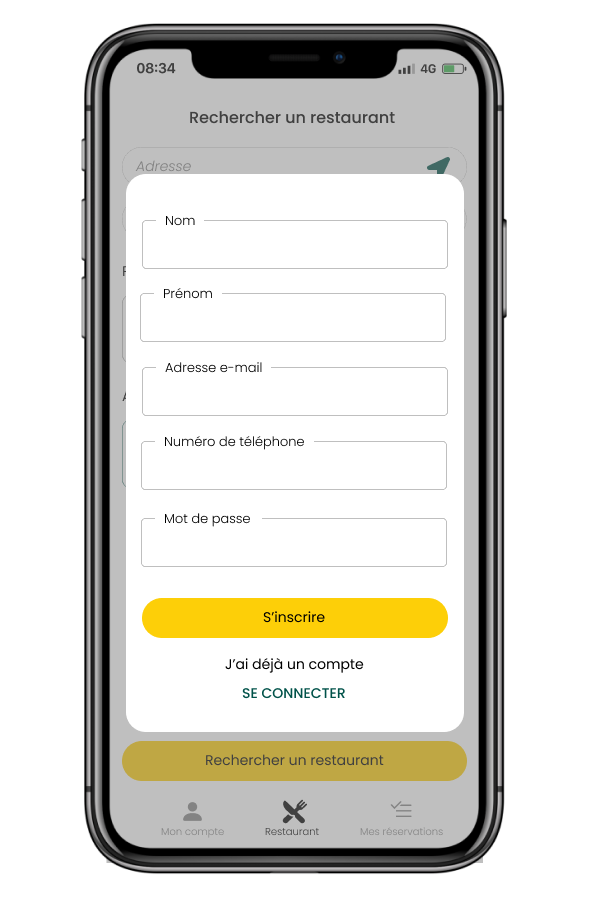 08:34
4G
Rechercher un restaurant
Adresse
Nom
Prénom
Adresse e-mail
Numéro de téléphone
Mot de passe
S’inscrire
J’ai déjà un compte
SE CONNECTER
Rechercher un restaurant
Mon compte
Restaurant
Mes réservations